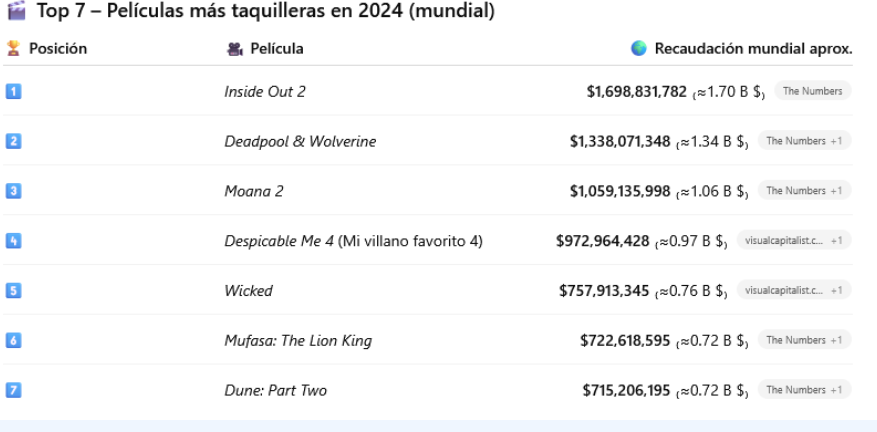 🎬 Top 7 – Películas más taquilleras en 2024 (mundial)
🏆 Posición 🎥 Película 🌍 Recaudación mundial aprox.
1 Inside Out 2 $1,698,831,782 (≈1.70 B $) The Numbers
2 Deadpool & Wolverine $1,338,071,348 (≈1.34 B $) The Numbers +1
3 Moana 2 $1,059,135,998 (≈1.06 B $) The Numbers +1
4 Despicable Me 4 (Mi villano favorito 4) $972,964,428 (≈0.97 B $) visualcapitalist.c... +1
5 Wicked $757,913,345 (≈0.76 B $) visualcapitalist.c... +1
6 Mufasa: The Lion King $722,618,595 (≈0.72 B $) The Numbers +1
7 Dune: Part Two $715,206,195 (≈0.72 B $) The Numbers +1